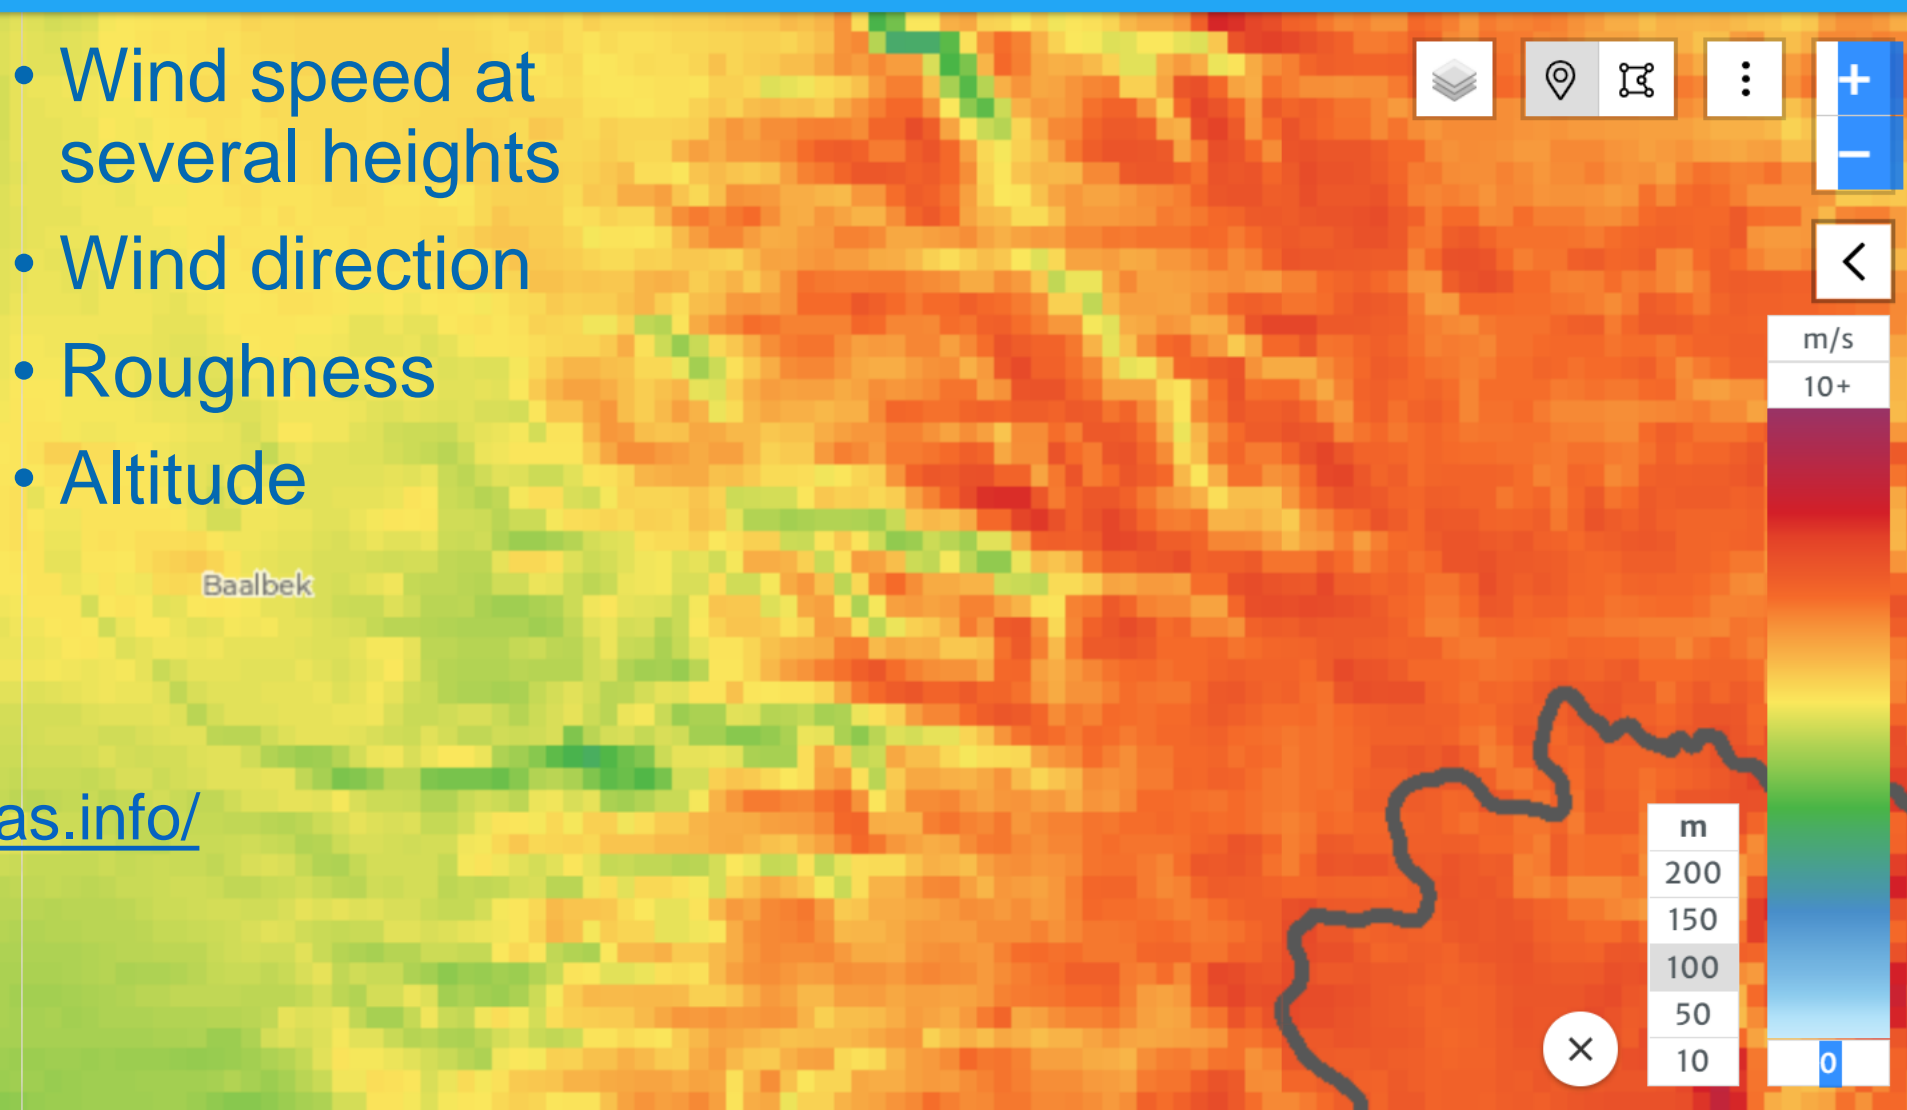 • Wind speed at
several heights
• Wind direction
• Roughness
• Altitude
Baalbek
as.info/
m/s
10+
0
m
200
150
100
50
10